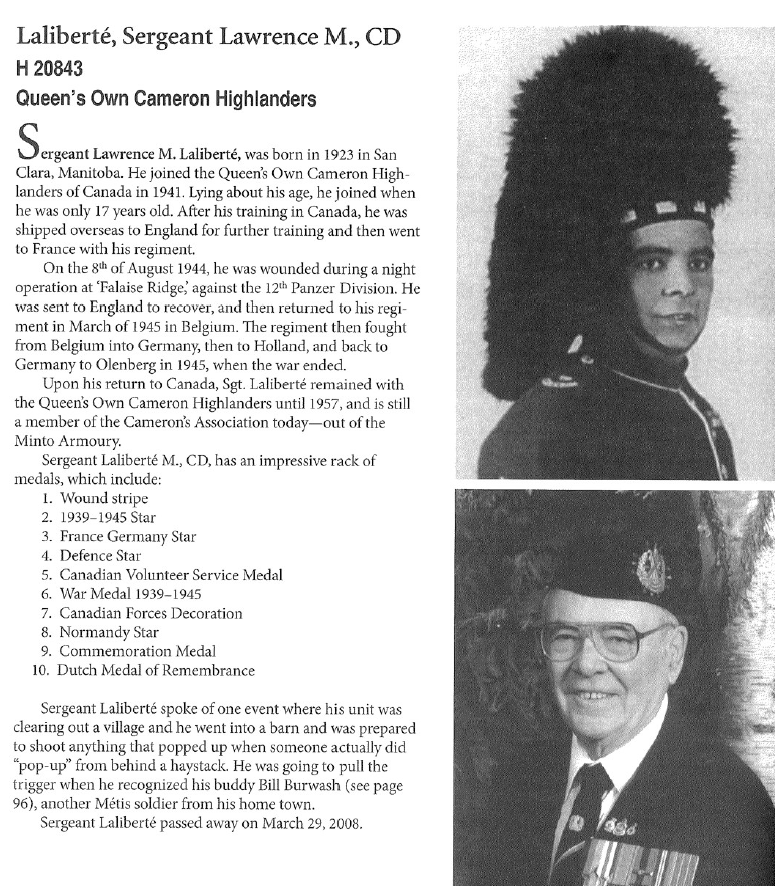 Laliberté, Sergeant Lawrence M., CD
H 20843
Queen's Own Cameron Highlanders
Sergeant Lawrence M. Laliberté, was born in 1923 in San
Clara, Manitoba. He joined the Queen's Own Cameron High-
landers of Canada in 1941. Lying about his age, he joined when
he was only 17 years old. After his training in Canada, he was
shipped overseas to England for further training and then went
to France with his regiment.
On the 8th of August 1944, he was wounded during a night
operation at 'Falaise Ridge,' against the 12th Panzer Division. He
was sent to England to recover, and then returned to his regi-
ment in March of 1945 in Belgium. The regiment then fought
from Belgium into Germany, then to Holland, and back to
Germany to Olenberg in 1945, when the war ended.
Upon his return to Canada, Sgt. Laliberté remained with
the Queen's Own Cameron Highlanders until 1957, and is still
a member of the Cameron's Association today—out of the
Minto Armoury.
Sergeant Laliberté M., CD, has an impressive rack of
medals, which include:
1. Wound stripe
2. 1939–1945 Star
3. France Germany Star
4. Defence Star
5. Canadian Volunteer Service Medal
6. War Medal 1939–1945
7. Canadian Forces Decoration
8. Normandy Star
9. Commemoration Medal
10. Dutch Medal of Remembrance
Sergeant Laliberté spoke of one event where his unit was
clearing out a village and he went into a barn and was prepared
to shoot anything that popped up when someone actually did
"pop-up" from behind a haystack. He was going to pull the
trigger when he recognized his buddy Bill Burwash (see page
96), another Métis soldier from his home town.
Sergeant Laliberté passed away on March 29, 2008.